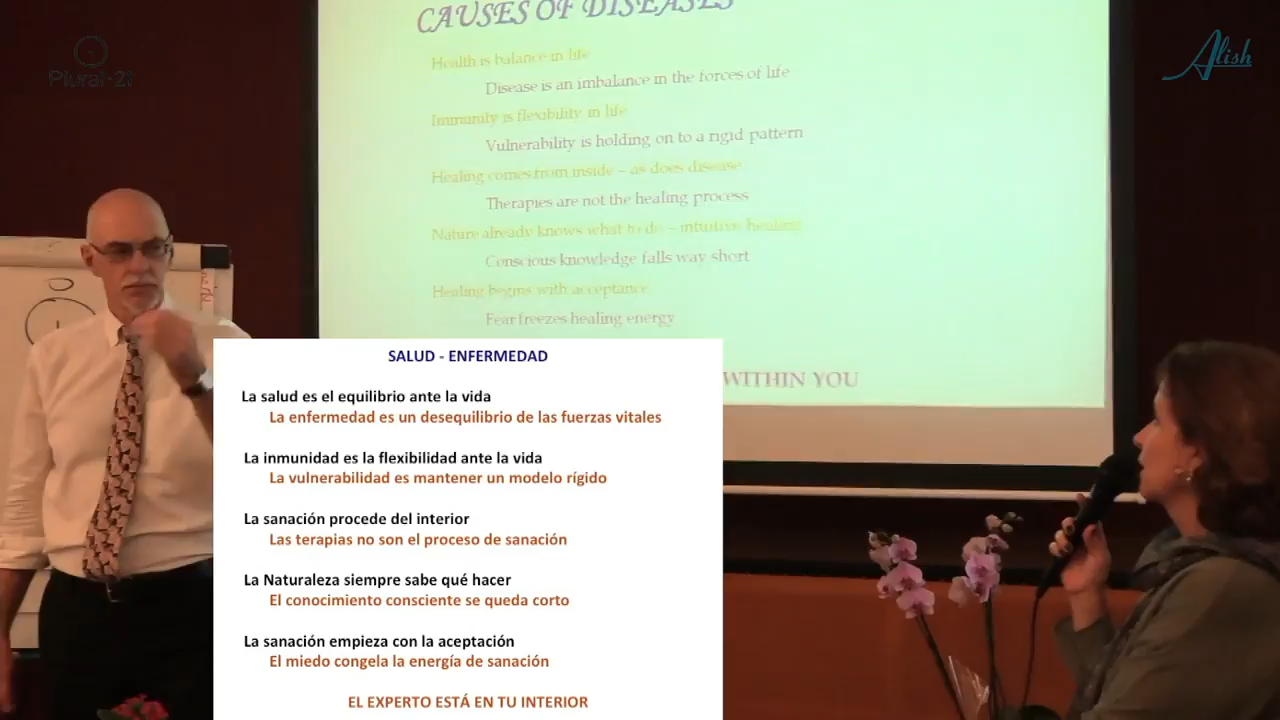 Plural-21
Alish
CAUSES OF DISEASES
Health is balance in life
Disease is an imbalance in the forces of life
Immunity is flexibility in life
Vulnerability is holding on to a rigid pattern
Healing comes from inside – as does disease
Therapies are not the healing process
Nature already knows what to do – intuitive healing
Conscious knowledge falls way short
Healing begins with acceptance
Fear freezes healing energy
WITHIN YOU
SALUD - ENFERMEDAD
La salud es el equilibrio ante la vida
La enfermedad es un desequilibrio de las fuerzas vitales
La inmunidad es la flexibilidad ante la vida
La vulnerabilidad es mantener un modelo rígido
La sanación procede del interior
Las terapias no son el proceso de sanación
La Naturaleza siempre sabe qué hacer
El conocimiento consciente se queda corto
La sanación empieza con la aceptación
El miedo congela la energía de sanación
EL EXPERTO ESTÁ EN TU INTERIOR